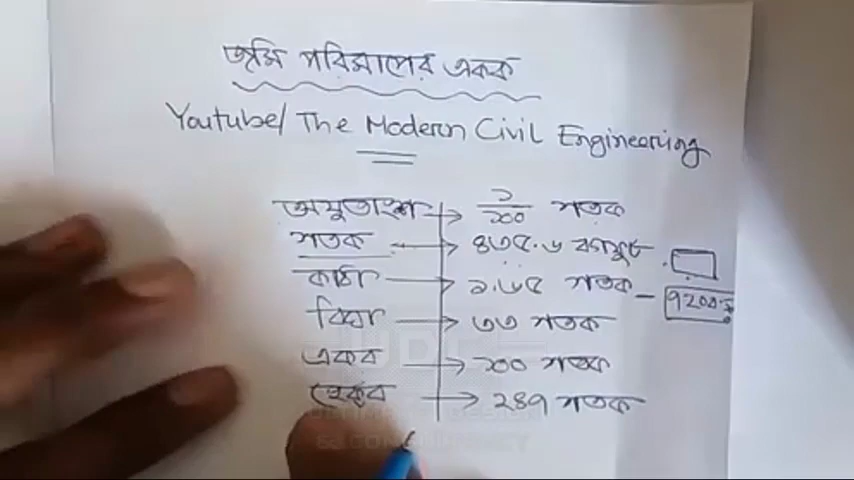 জমি পরিমাপের একক
Youtube/ The Modern Civil Engineering
অযুতাংশ → ১/১০০ শতক
শতক → ৪৩৫.৬ বর্গফুট
কাঠা → ১.৬৫ শতক –
বিঘা → ৩৩ শতক
একর → ১০০ শতক
হেক্টর → ২৪৭ শতক